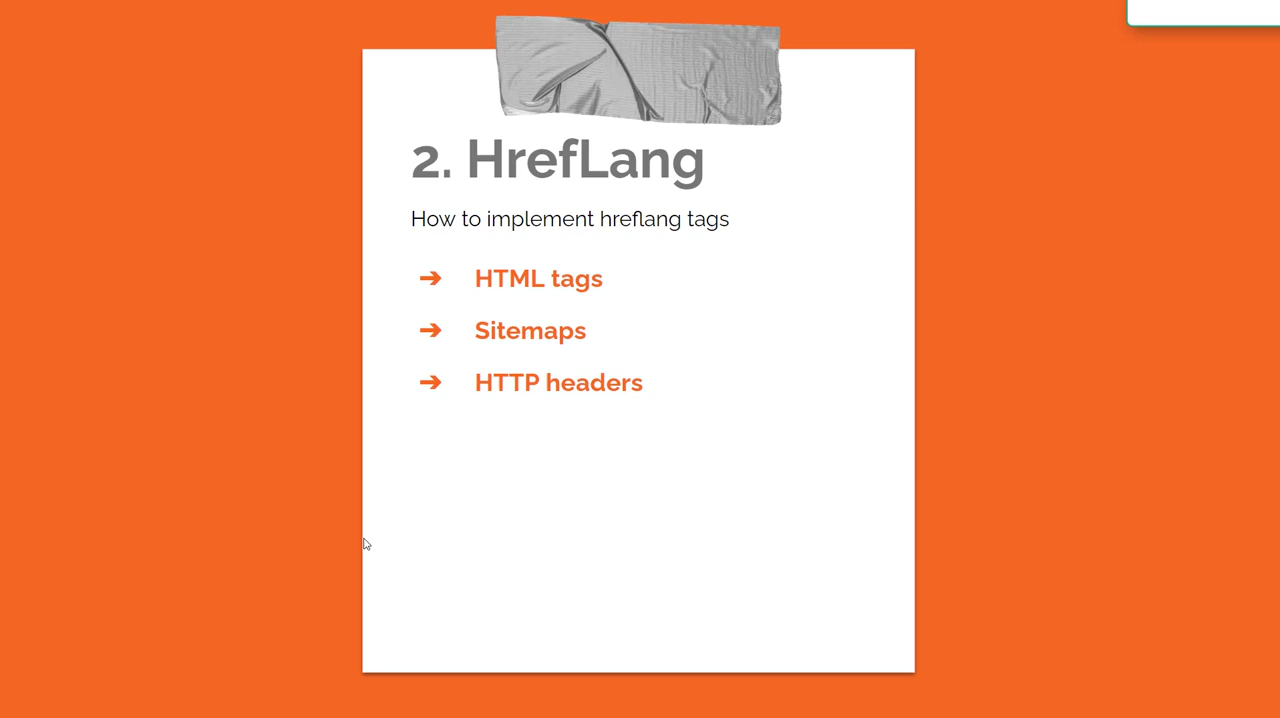 2. HrefLang
How to implement hreflang tags
➔ HTML tags
➔ Sitemaps
➔ HTTP headers